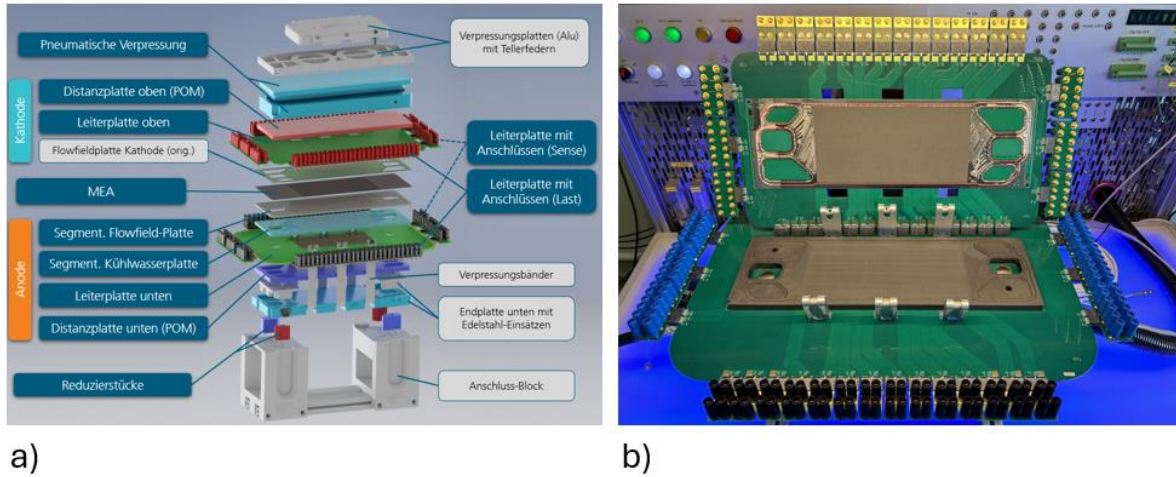 Pneumatische Verpressung
Verpressungsplatten (Alu)
mit Tellerfedern
Kathode
Distanzplatte oben (POM)
Leiterplatte oben
Flowfieldplatte Kathode (orig.)
Leiterplatte mit
Anschlüssen (Sense)
MEA
Leiterplatte mit
Anschlüssen (Last)
Anode
Segment. Flowfield-Platte
Segment. Kühlwasserplatte
Leiterplatte unten
Distanzplatte unten (POM)
Verpressungsbänder
Endplatte unten mit
Edelstahl-Einsätzen
Reduzierstücke
Anschluss-Block
a)
b)